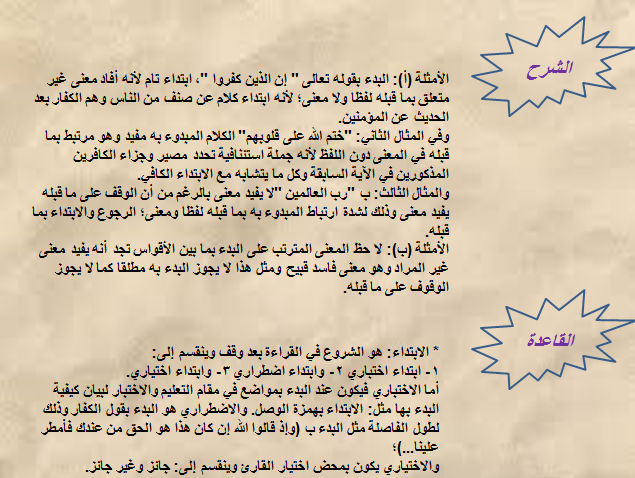 الشرح
الأمثلة (أ): البدء بقوله تعالى " إن الذين كفروا "، ابتداء تام لأنه أفاد معنى غير
متعلق بما قبله لفظا ولا معنى؛ لأنه ابتداء كلام عن صنف من الناس وهم الكفار بعد
الحديث عن المؤمنين.
وفي المثال الثاني: "ختم الله على قلوبهم" الكلام المبدوء به مفيد وهو مرتبط بما
قبله في المعنى دون اللفظ لأنه جملة استئنافية تحدد مصير وجزاء الكافرين
المذكورين في الآية السابقة وكل ما يتشابه مع الابتداء الكافي.
والمثال الثالث: ب "رب العالمين "لا يفيد معنى بالرغم من أن الوقف على ما قبله
يفيد معنى وذلك لشدة ارتباط المبدوء به بما قبله لفظا ومعنى؛ الرجوع والابتداء بما
قبله.
الأمثلة (ب): لا حظ المعنى المترتب على البدء بما بين الأقواس تجد أنه يفيد معنى
غير المراد وهو معنى فاسد قبيح ومثل هذا لا يجوز البدء به مطلقا كما لا يجوز
الوقوف على ما قبله.
القاعدة
* الابتداء: هو الشروع في القراءة بعد وقف وينقسم إلى:
١- ابتداء اختباري ٢- وابتداء اضطراري ٣- وابتداء اختياري.
أما الاختباري فيكون عند البدء بمواضع في مقام التعليم والاختبار لبيان كيفية
البدء بها مثل: الابتداء بهمزة الوصل. والاضطراري هو البدء بقول الكفار وذلك
لطول الفاصلة مثل البدء ب (وإذ قالوا الله إن كان هذا هو الحق من عندك فأمطر
علينا...)؛
والاختياري يكون بمحض اختيار القارئ وينقسم إلى: جائز وغير جائز.